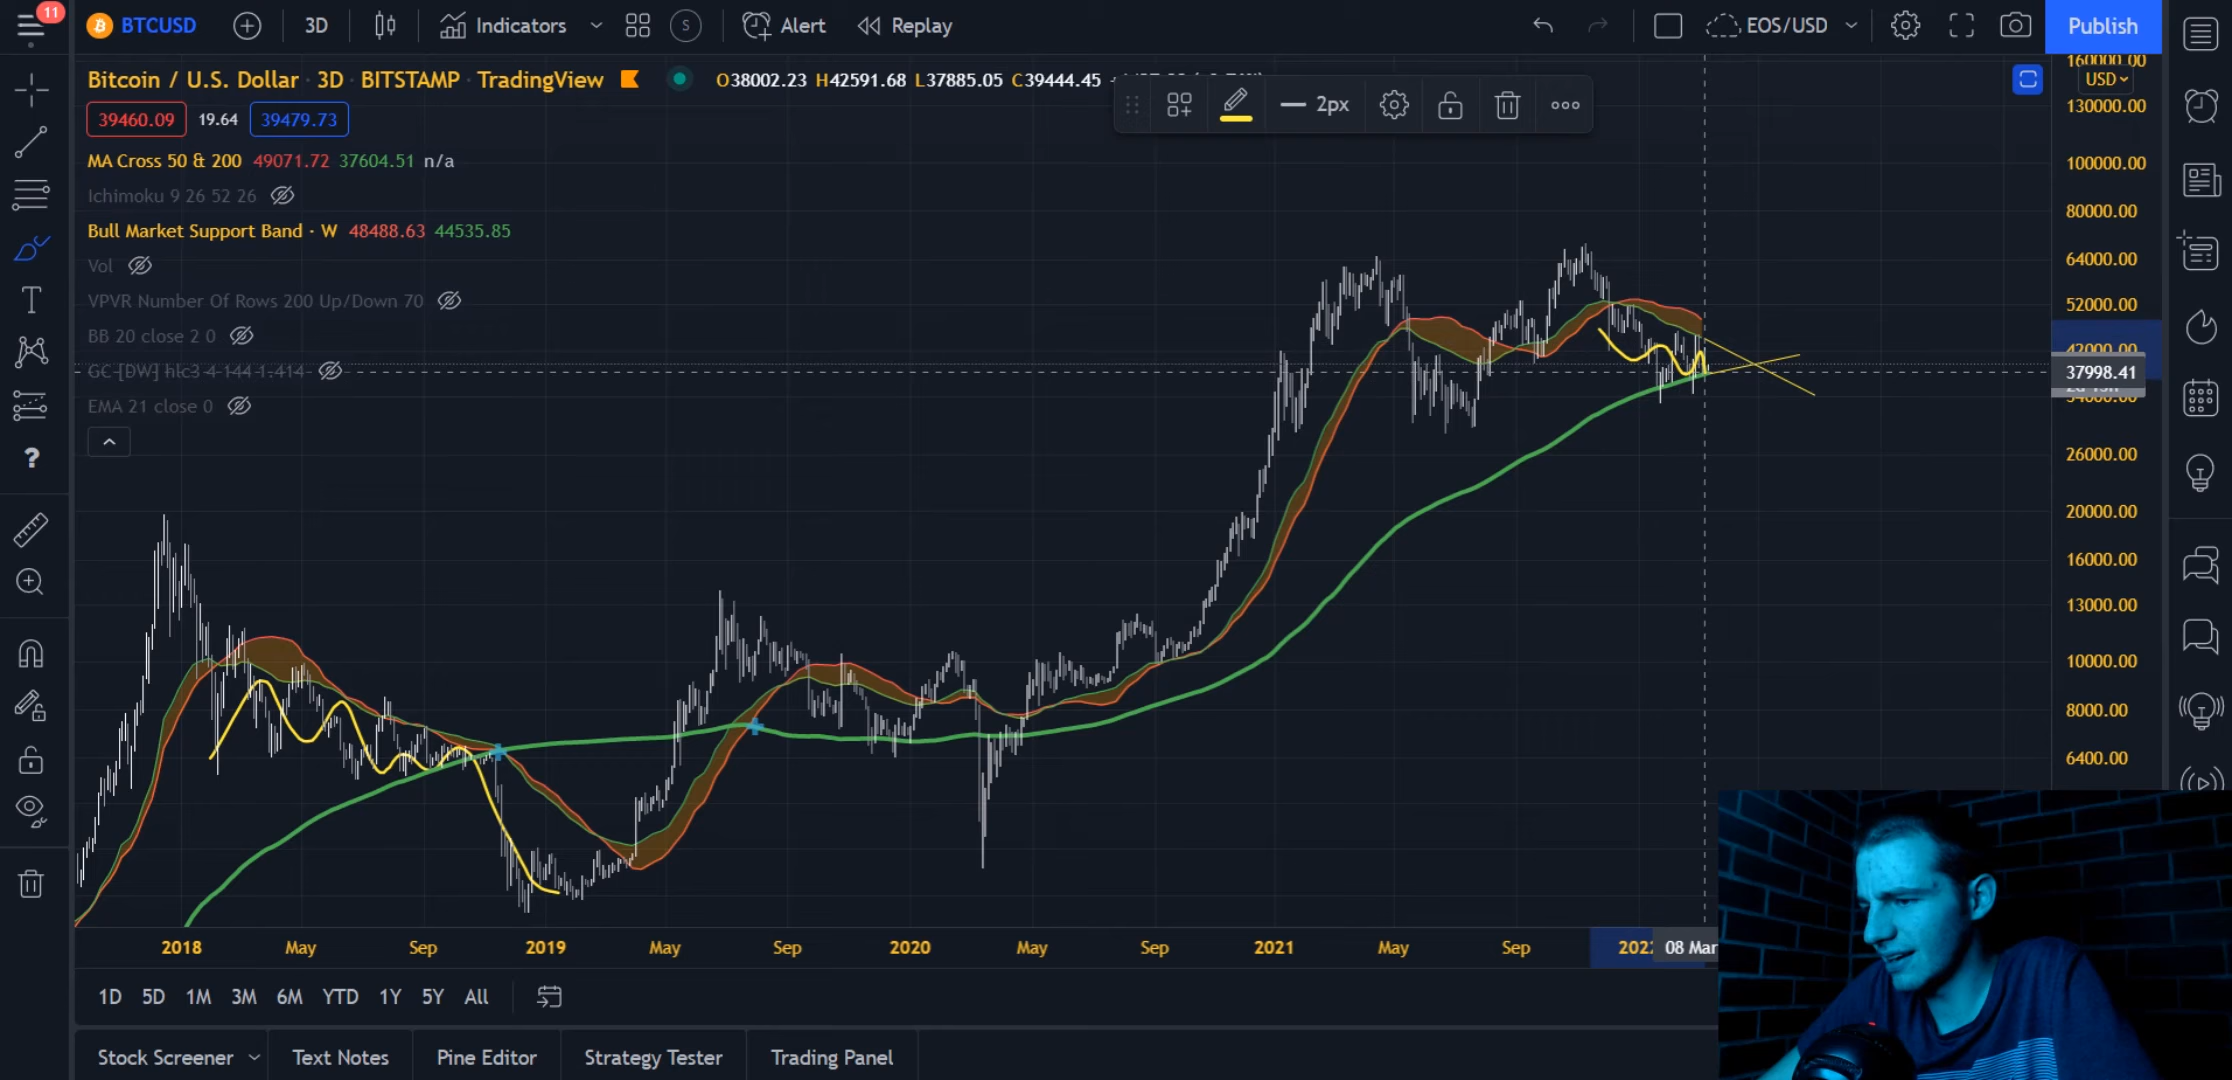 11
BTCUSD 3D Indicators S Alert Replay EOS/USD Publish
Bitcoin / U.S. Dollar · 3D · BITSTAMP · TradingView O38002.23 H42591.68 L37885.05 C39444.45
39460.09 19.64 39479.73
2px
MA Cross 50 & 200 49071.72 37604.51 n/a
Ichimoku 9 26 52 26
Bull Market Support Band · W 48488.63 44535.85
Vol
VPVR Number Of Rows 200 Up/Down 70
BB 20 close 2 0
GC [DW] hlc3 4 144 1.414
EMA 21 close 0
160000.00
USD
130000.00
100000.00
80000.00
64000.00
52000.00
42000.00
37998.41
34000.00
26000.00
20000.00
16000.00
13000.00
10000.00
8000.00
6400.00
2018 May Sep 2019 May Sep 2020 May Sep 2021 May Sep 2022 08 Mar
1D 5D 1M 3M 6M YTD 1Y 5Y All
Stock Screener Text Notes Pine Editor Strategy Tester Trading Panel